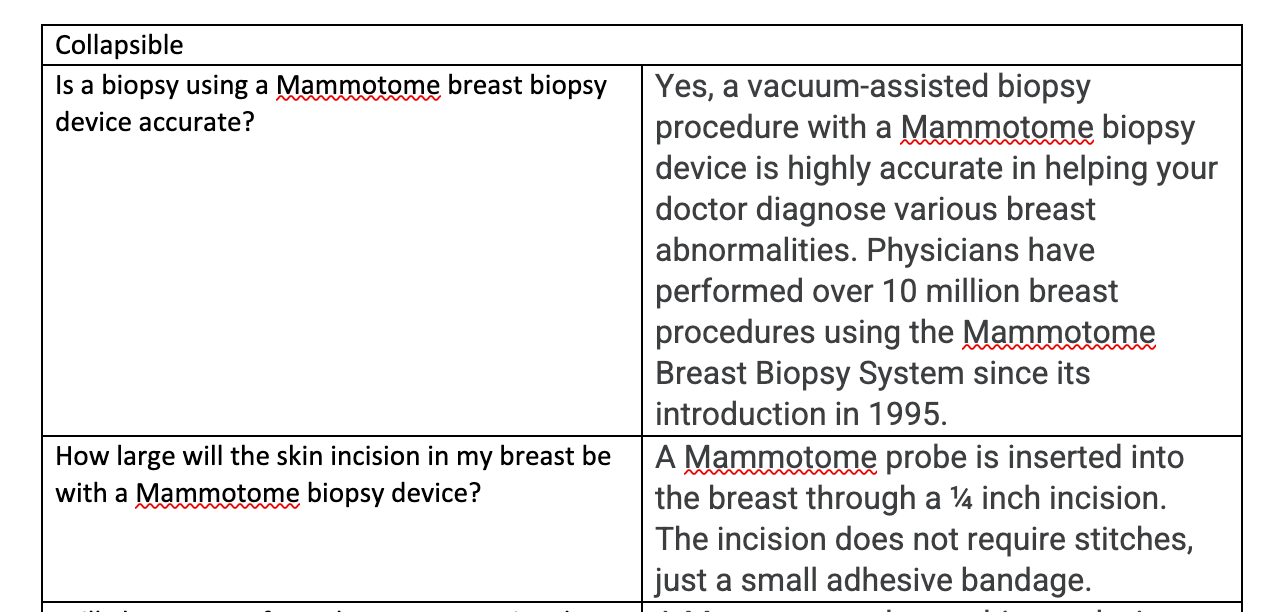 Collapsible
Is a biopsy using a Mammotome breast biopsy
device accurate?
Yes, a vacuum-assisted biopsy
procedure with a Mammotome biopsy
device is highly accurate in helping your
doctor diagnose various breast
abnormalities. Physicians have
performed over 10 million breast
procedures using the Mammotome
Breast Biopsy System since its
introduction in 1995.
How large will the skin incision in my breast be
with a Mammotome biopsy device?
A Mammotome probe is inserted into
the breast through a ¼ inch incision.
The incision does not require stitches,
just a small adhesive bandage.